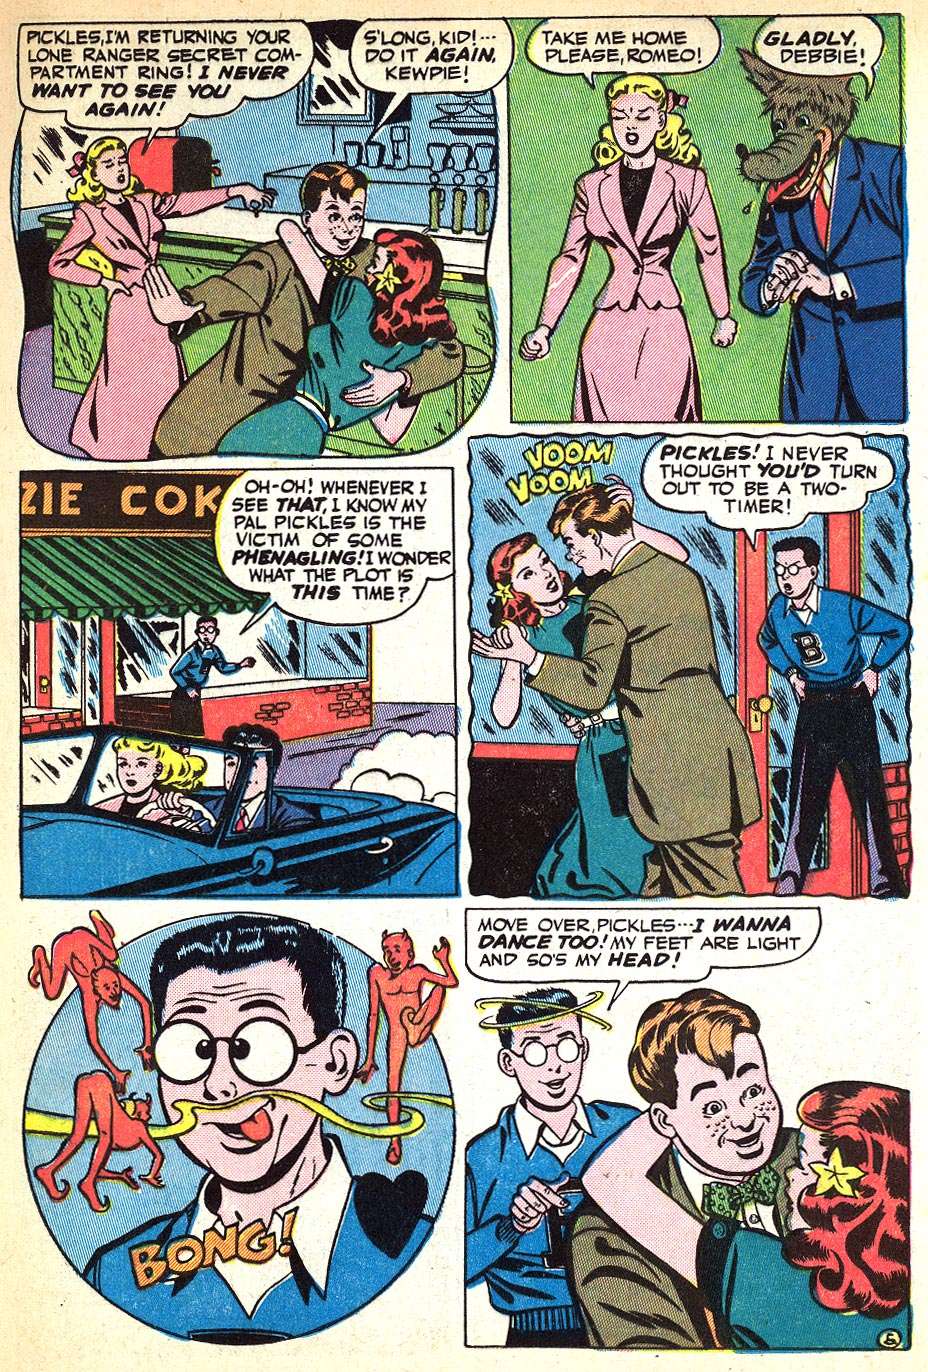 PICKLES, I'M RETURNING YOUR
LONE RANGER SECRET COM-
PARTMENT RING! I NEVER
WANT TO SEE YOU
AGAIN!
S'LONG, KID!---
DO IT AGAIN,
KEWPIE!
TAKE ME HOME
PLEASE, ROMEO!
GLADLY,
DEBBIE!
ZIE COK
OH-OH! WHENEVER I
SEE THAT, I KNOW MY
PAL PICKLES IS THE
VICTIM OF SOME
PHENAGLING! I WONDER
WHAT THE PLOT IS
THIS TIME?
VOOM
VOOM
PICKLES! I NEVER
THOUGHT YOU'D TURN
OUT TO BE A TWO-
TIMER!
B
BONG!
MOVE OVER, PICKLES---I WANNA
DANCE TOO! MY FEET ARE LIGHT
AND SO'S MY HEAD!